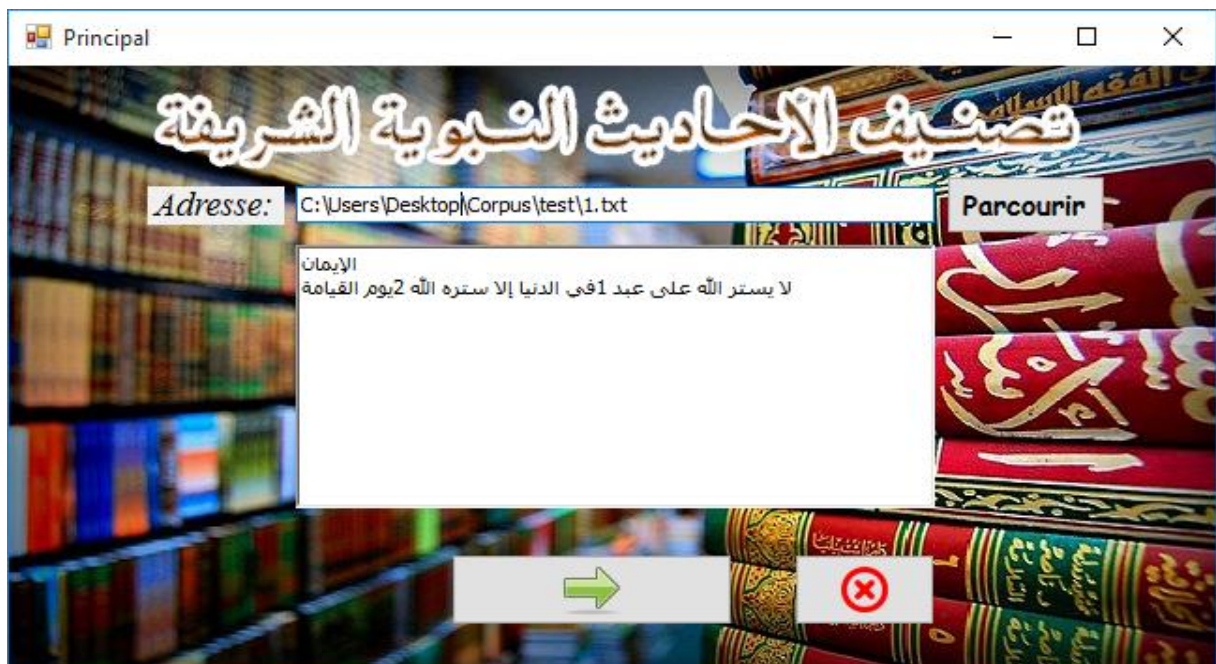 Principal
تصنيف الأحاديث النبوية الشريفة
Adresse: C:\Users\Desktop\Corpus\test\1.txt Parcourir
الإيمان
لا يستر الله على عبد 1في الدنيا إلا ستره الله 2يوم القيامة